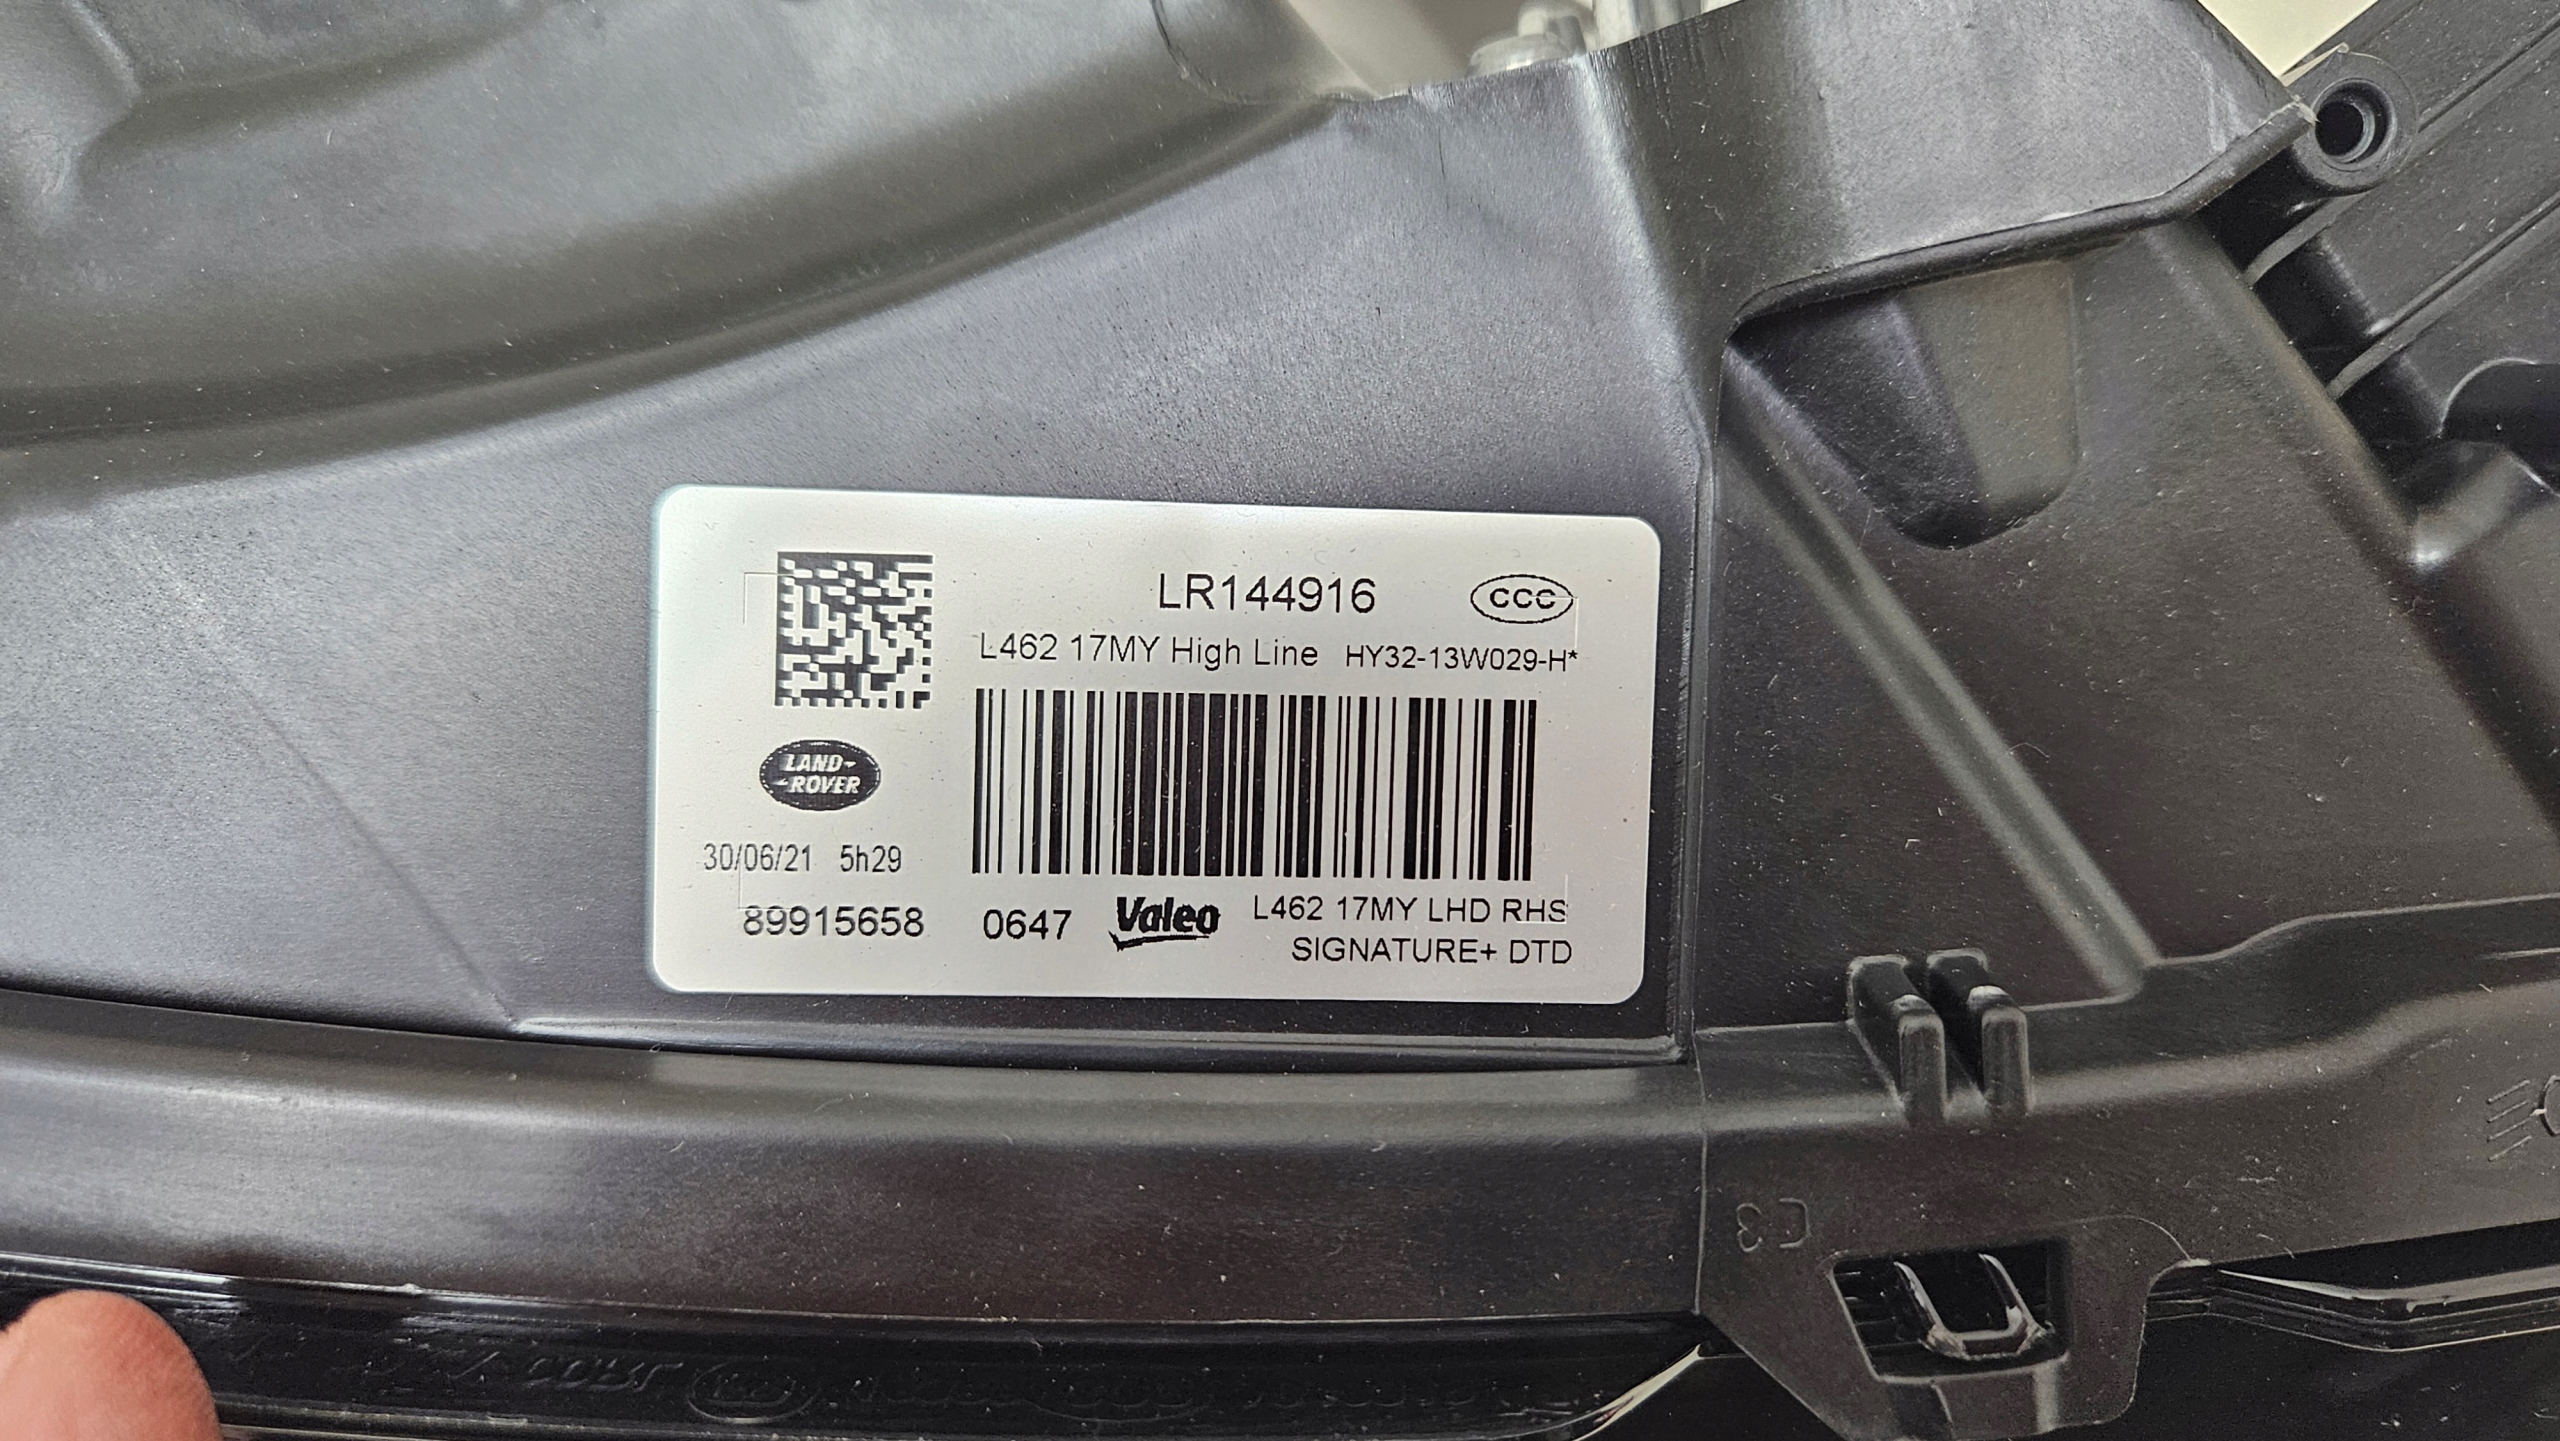 LR144916
CCC
L462 17MY High Line HY32-13W029-H*
LAND-
-ROVER
30/06/21 5h29
89915658 0647 Valeo L462 17MY LHD RHS
SIGNATURE+ DTD
C3